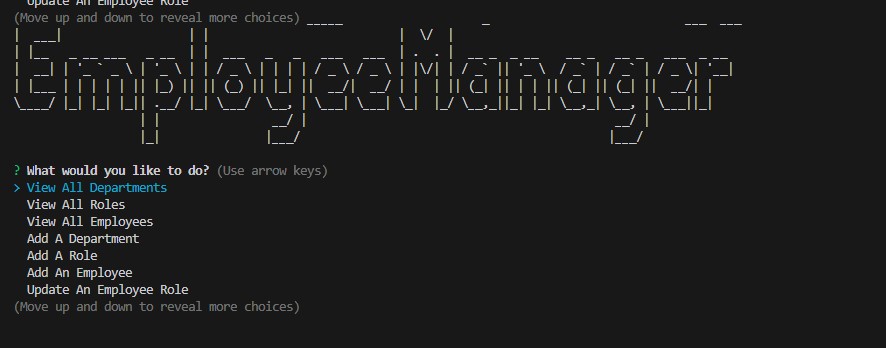 Update An Employee Role
(Move up and down to reveal more choices)
EmployeeManager
? What would you like to do? (Use arrow keys)
> View All Departments
View All Roles
View All Employees
Add A Department
Add A Role
Add An Employee
Update An Employee Role
(Move up and down to reveal more choices)